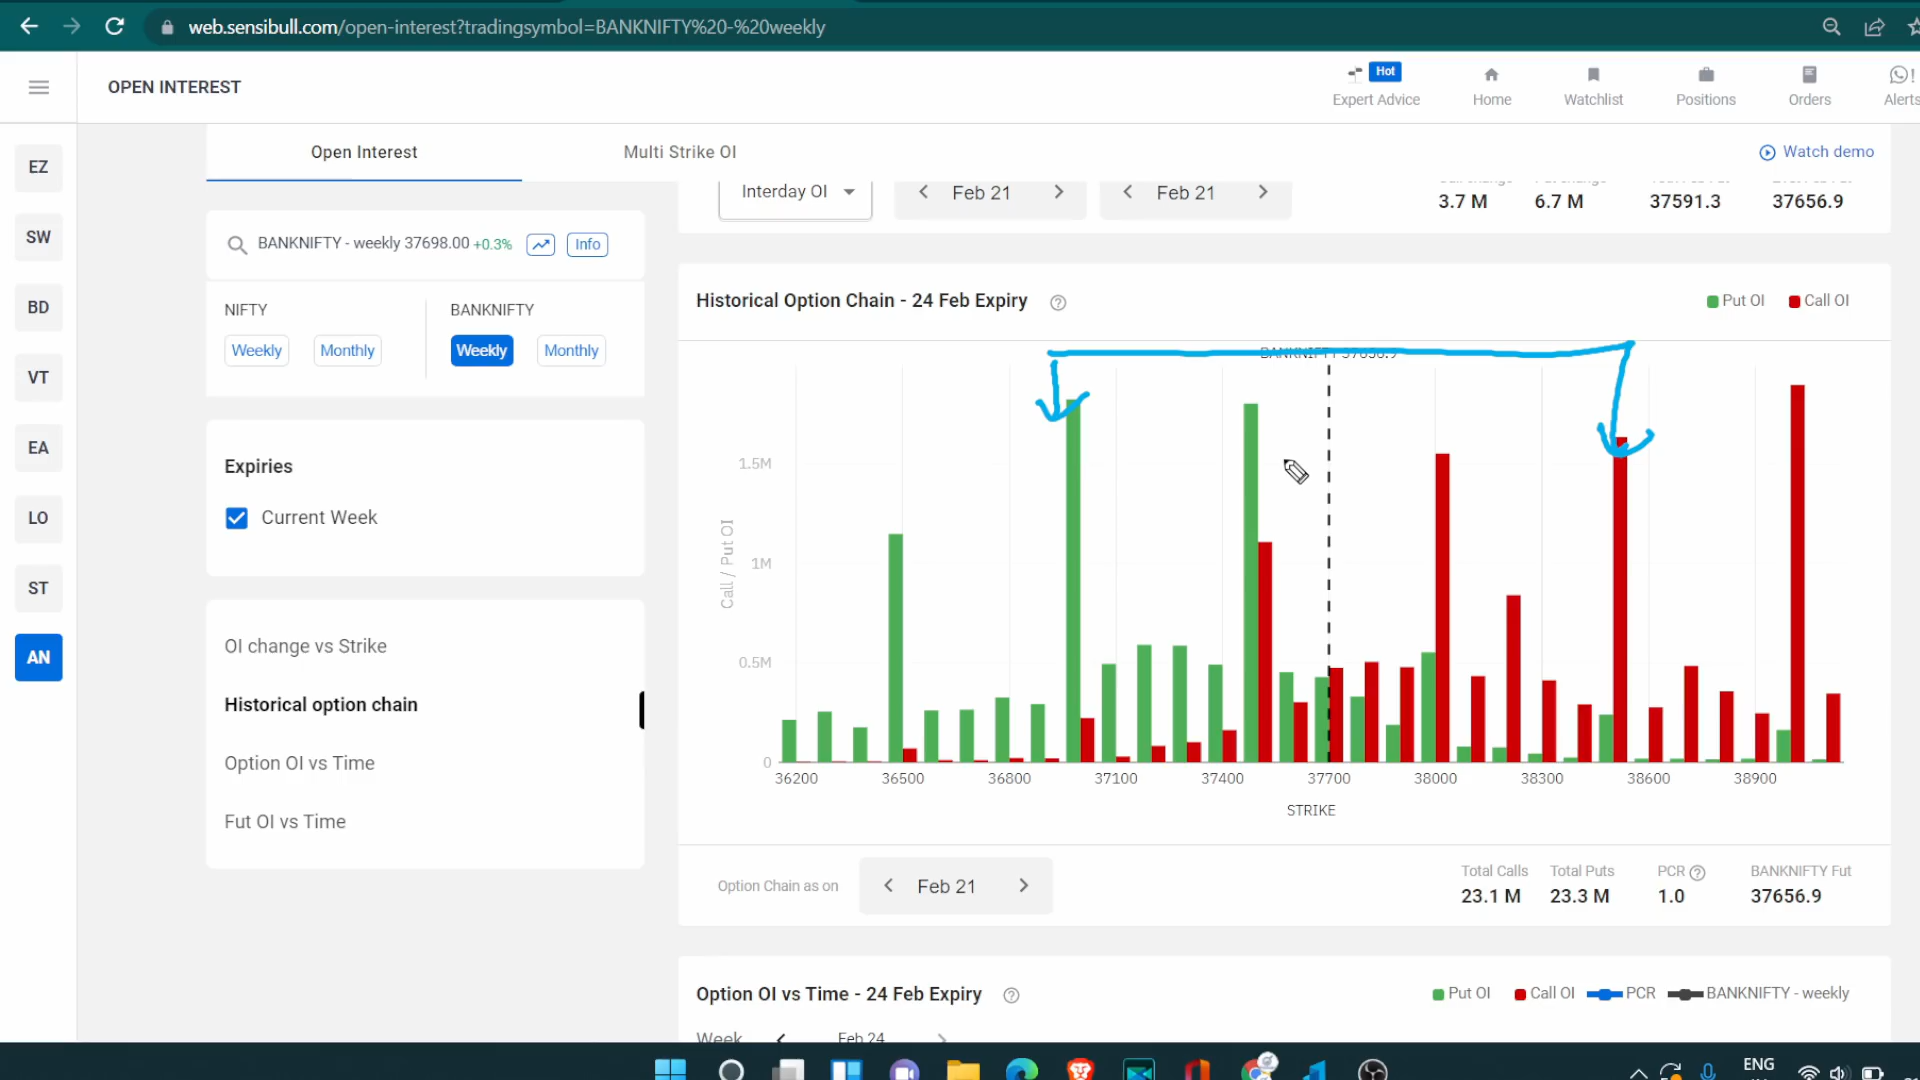 web.sensibull.com/open-interest?tradingsymbol=BANKNIFTY%20-%20weekly
OPEN INTEREST
Hot
Expert Advice
Home
Watchlist
Positions
Orders
Alerts
EZ
SW
BD
VT
EA
LO
ST
AN
Open Interest
Multi Strike OI
Watch demo
BANKNIFTY - weekly 37698.00 +0.3%
Info
NIFTY
Weekly
Monthly
BANKNIFTY
Weekly
Monthly
Expiries
Current Week
OI change vs Strike
Historical option chain
Option OI vs Time
Fut OI vs Time
Interday OI
Feb 21
Feb 21
3.7 M
6.7 M
37591.3
37656.9
Historical Option Chain - 24 Feb Expiry
Put OI
Call OI
BANKNIFTY 37656.9
Call / Put OI
1.5M
1M
0.5M
0
36200
36500
36800
37100
37400
37700
38000
38300
38600
38900
STRIKE
Option Chain as on
Feb 21
Total Calls
23.1 M
Total Puts
23.3 M
PCR
1.0
BANKNIFTY Fut
37656.9
Option OI vs Time - 24 Feb Expiry
Put OI
Call OI
PCR
BANKNIFTY - weekly
Week
Feb 24
ENG